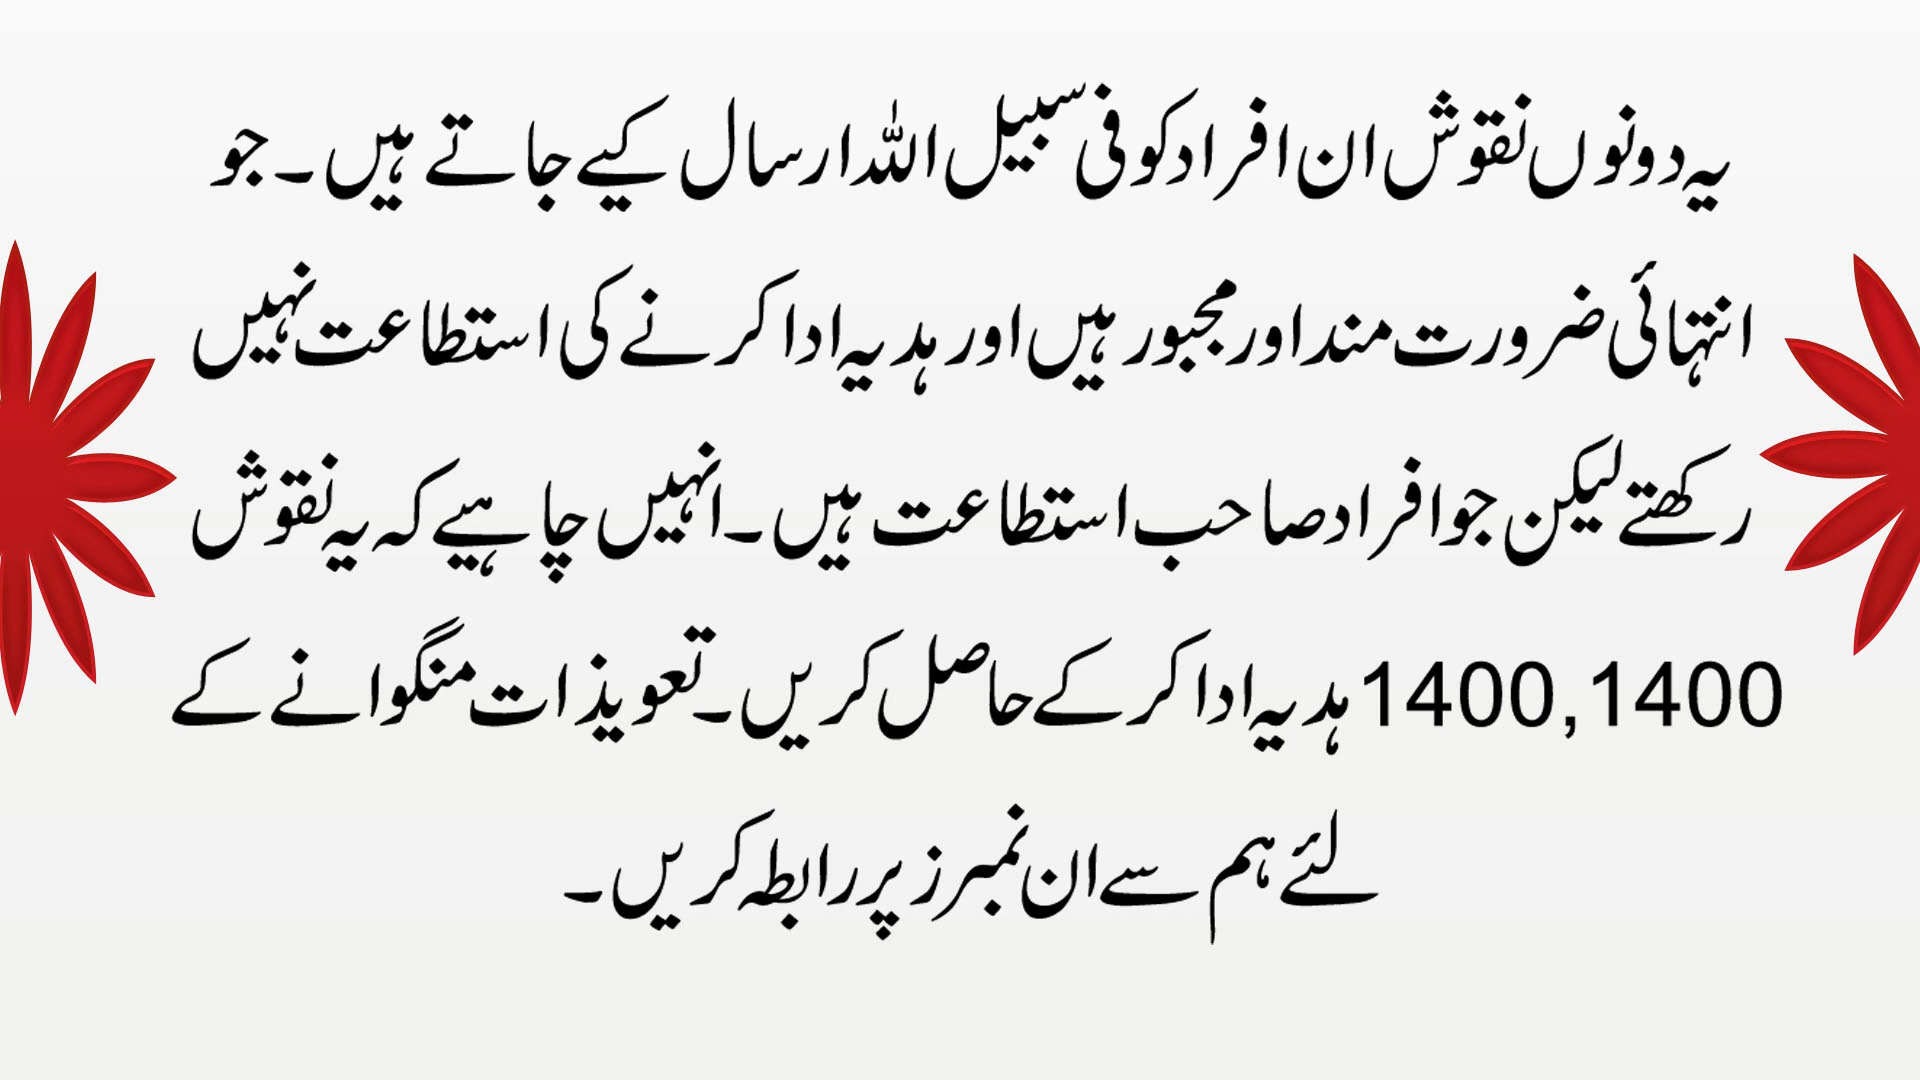 یہ دونوں نقوش ان افراد کو فی سبیل اللہ ارسال کیے جاتے ہیں۔ جو
انتہائی ضرورت مند اور مجبور ہیں اور ہدیہ ادا کرنے کی استطاعت نہیں
رکھتے لیکن جو افراد صاحب استطاعت ہیں۔ انہیں چاہیے کہ یہ نقوش
1400,1400 ہدیہ ادا کر کے حاصل کریں۔ تعویذات منگوانے کے
لئے ہم سے ان نمبرز پر رابطہ کریں۔